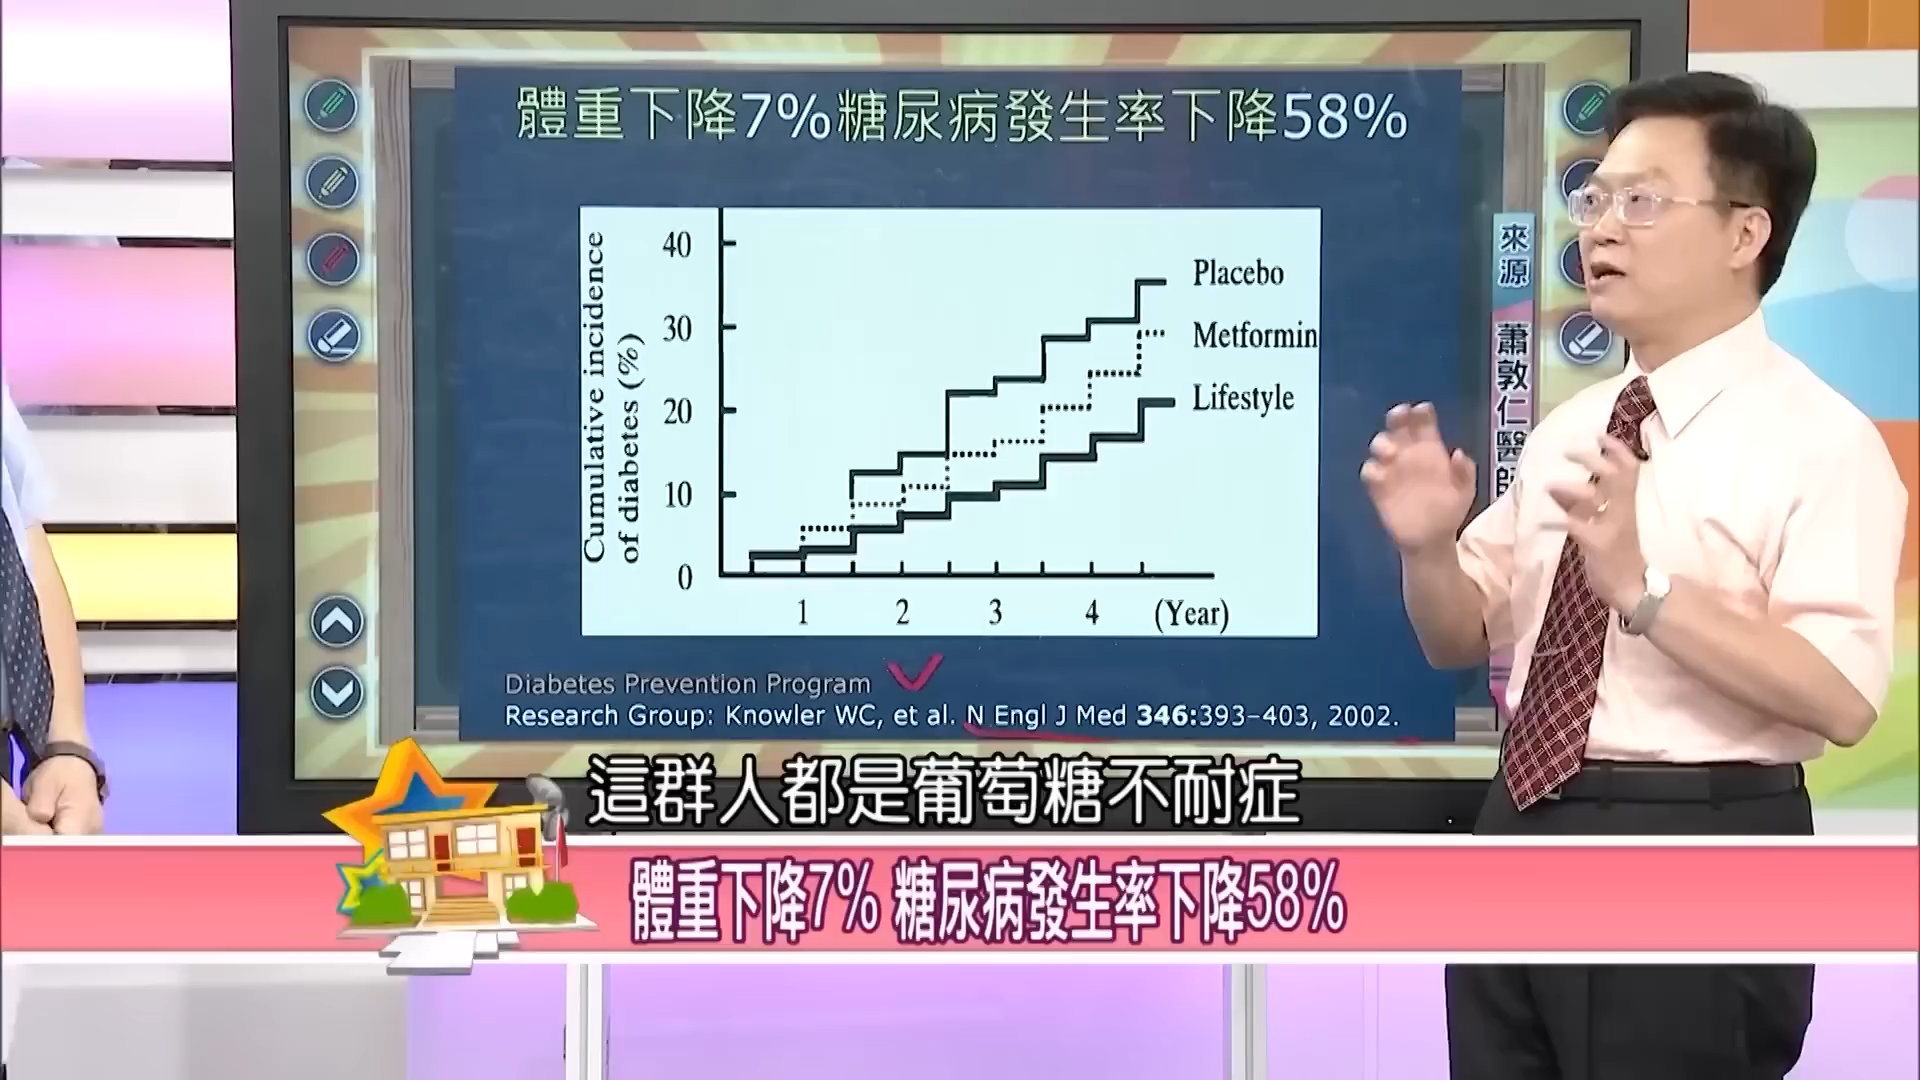 體重下降7%糖尿病發生率下降58%
Cumulative incidence
of diabetes (%)
40
30
20
10
0
Placebo
Metformin
Lifestyle
1 2 3 4 (Year)
Diabetes Prevention Program
Research Group: Knowler WC, et al. N Engl J Med 346:393–403, 2002.
來源 蕭敦仁醫師
這群人都是葡萄糖不耐症
體重下降7% 糖尿病發生率下降58%